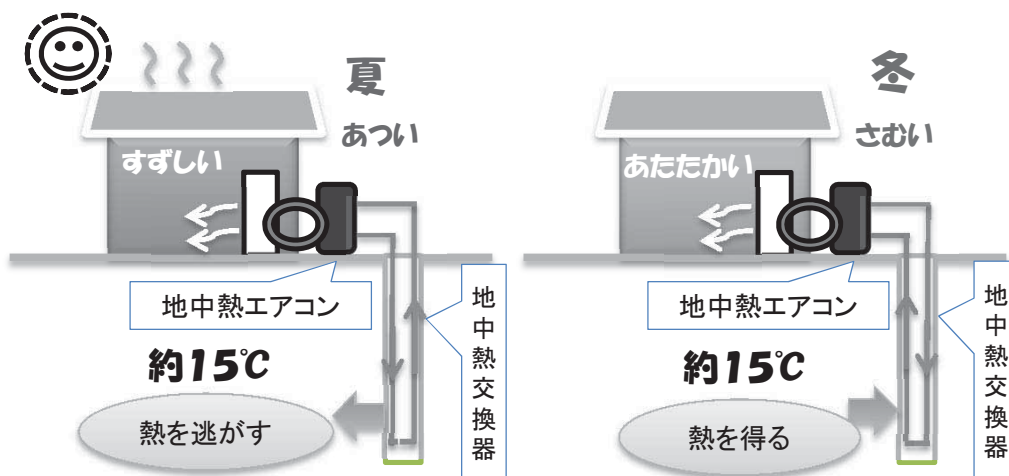 夏
あつい
すずしい
地中熱エアコン
地中熱交換器
約15℃
熱を逃がす
冬
さむい
あたたかい
地中熱エアコン
地中熱交換器
約15℃
熱を得る